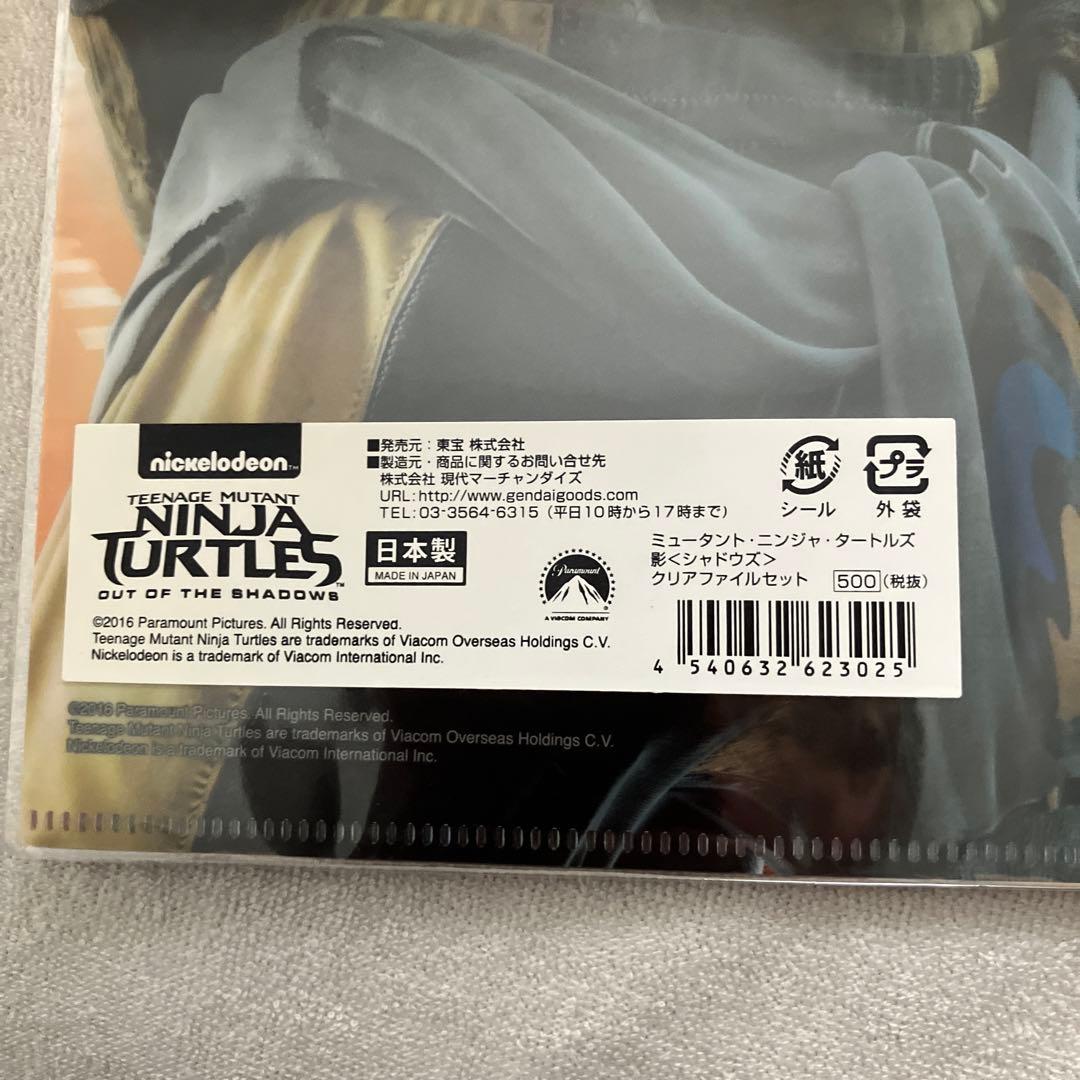 nickelodeon™
TEENAGE MUTANT
NINJA
TURTLES™
OUT OF THE SHADOWS
©2016 Paramount Pictures. All Rights Reserved.
Teenage Mutant Ninja Turtles are trademarks of Viacom Overseas Holdings C.V.
Nickelodeon is a trademark of Viacom International Inc.
■発売元：東宝 株式会社
■製造元・商品に関するお問い合せ先
株式会社 現代マーチャンダイズ
URL:http://www.gendaigoods.com
TEL:03-3564-6315（平日10時から17時まで）
日本製
MADE IN JAPAN
Paramount
A VIACOM COMPANY
紙
シール
プラ
外袋
ミュータント・ニンジャ・タートルズ
影＜シャドウズ＞
クリアファイルセット 500(税抜)
4 540632 623025
©2016 Paramount Pictures. All Rights Reserved.
Teenage Mutant Ninja Turtles are trademarks of Viacom Overseas Holdings C.V.
Nickelodeon is a trademark of Viacom International Inc.